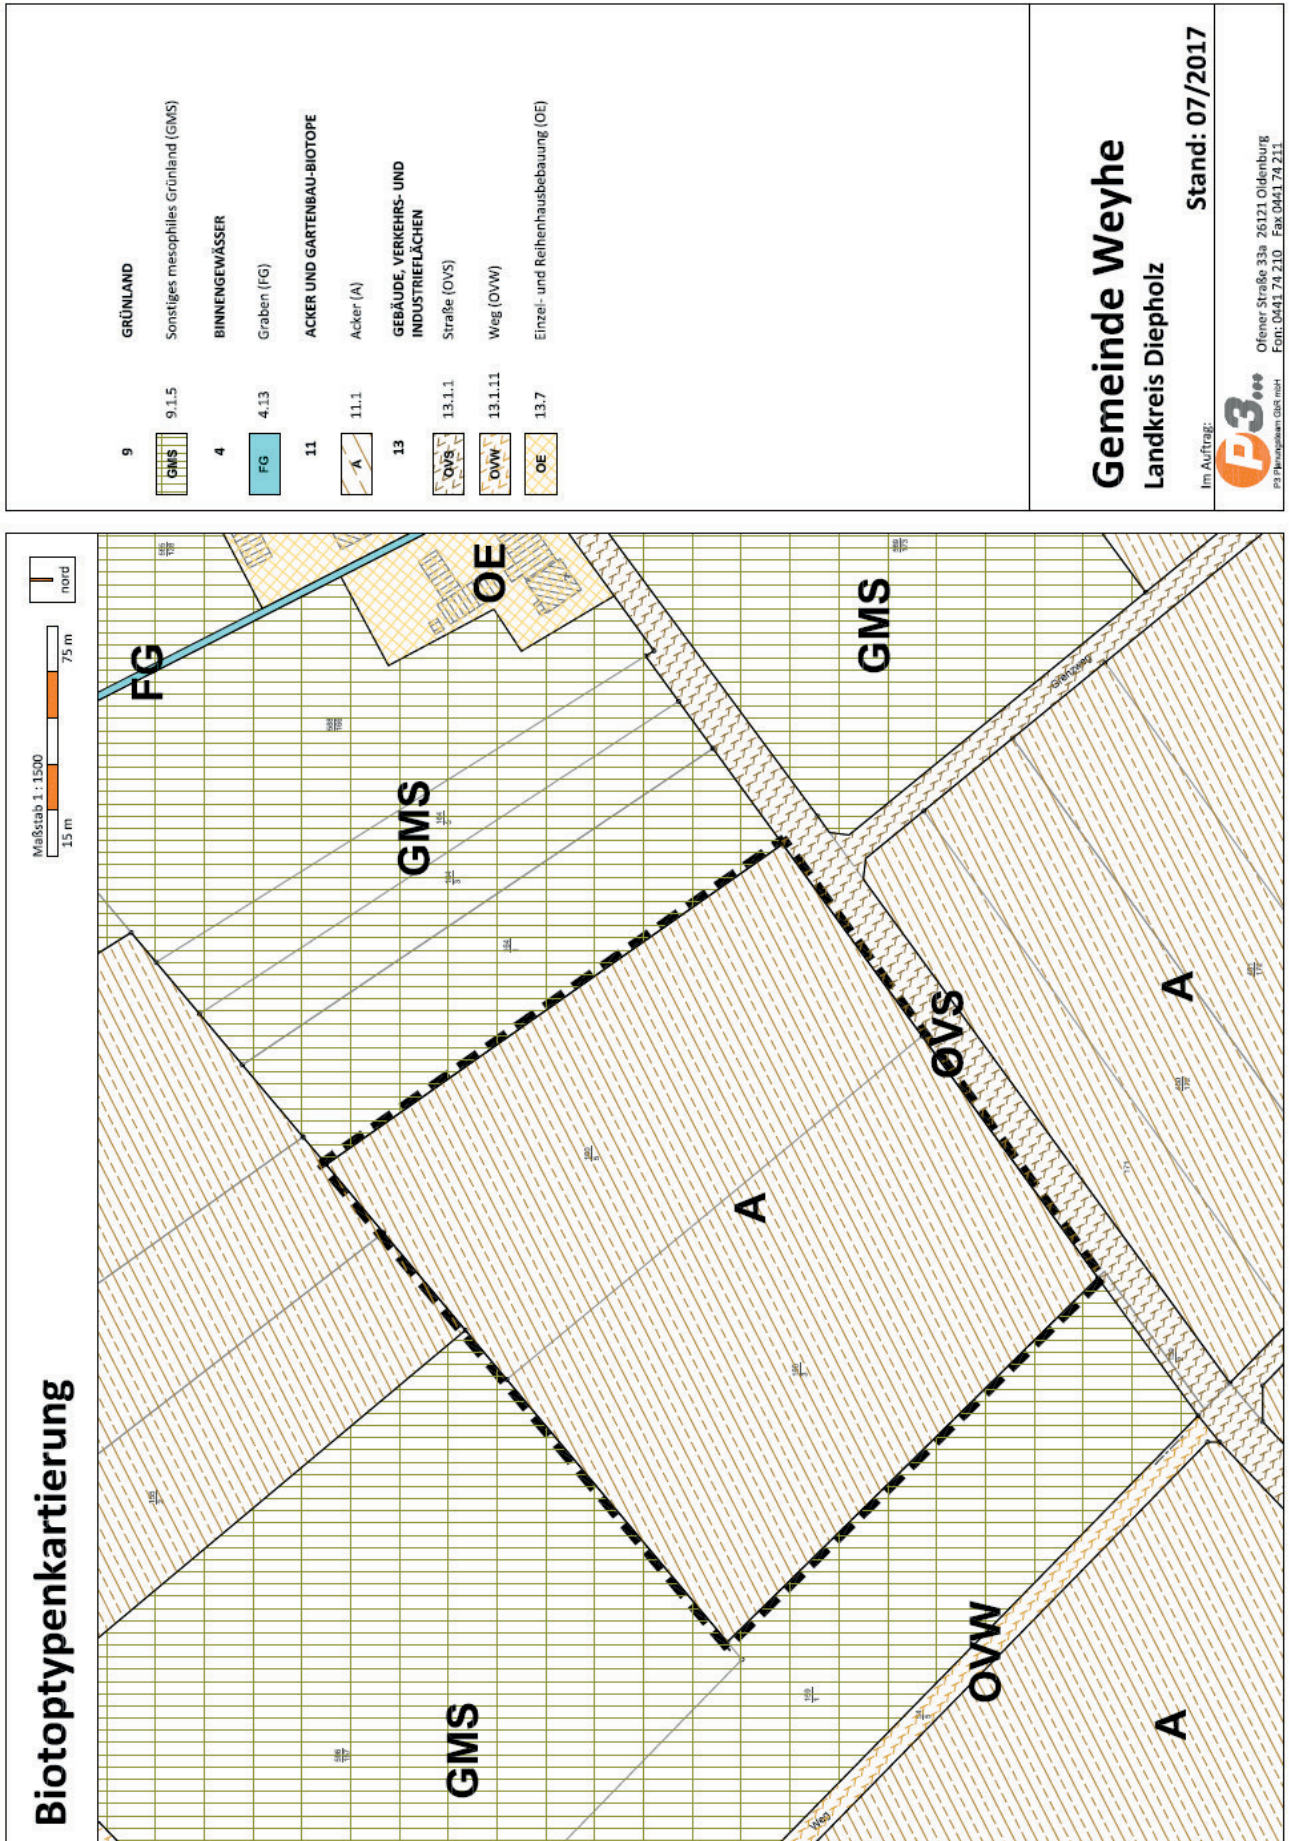 Biotoptypenkartierung
Maßstab 1 : 1500
15 m
75 m
nord
FG
OE
GMS
GMS
GMS
A
A
A
OVS
OVW
Grenzweg
Weg
171
164
9 GRÜNLAND
GMS 9.1.5 Sonstiges mesophiles Grünland (GMS)
4 BINNENGEWÄSSER
FG 4.13 Graben (FG)
11 ACKER UND GARTENBAU-BIOTOPE
A 11.1 Acker (A)
13 GEBÄUDE, VERKEHRS- UND
INDUSTRIEFLÄCHEN
OVS 13.1.1 Straße (OVS)
OVW 13.1.11 Weg (OVW)
OE 13.7 Einzel- und Reihenhausbebauung (OE)
Gemeinde Weyhe
Landkreis Diepholz
Stand: 07/2017
Im Auftrag:
P3...
P3 Planungsteam GbR mbH
Ofener Straße 33a 26121 Oldenburg
Fon: 0441 74 210 Fax 0441 74 211